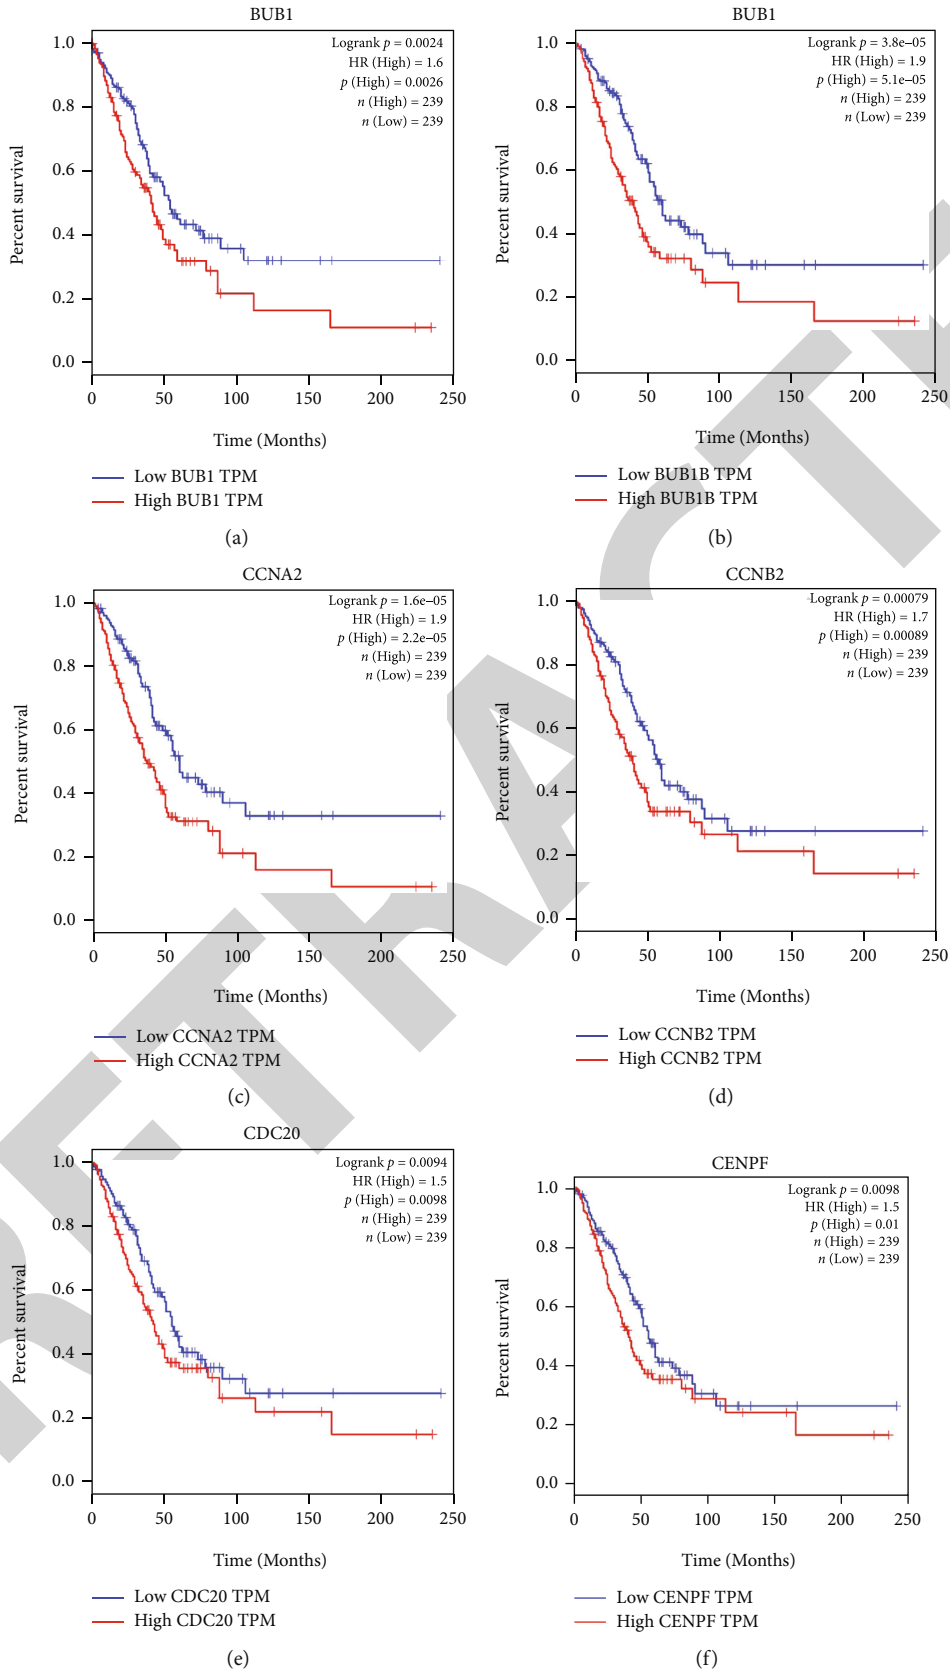 BUB1
Logrank p = 0.0024
HR (High) = 1.6
p (High) = 0.0026
n (High) = 239
n (Low) = 239
Percent survival
1.0
0.8
0.6
0.4
0.2
0.0
0 50 100 150 200 250
Time (Months)
Low BUB1 TPM
High BUB1 TPM
(a)
BUB1
Logrank p = 3.8e–05
HR (High) = 1.9
p (High) = 5.1e–05
n (High) = 239
n (Low) = 239
Percent survival
1.0
0.8
0.6
0.4
0.2
0.0
0 50 100 150 200 250
Time (Months)
Low BUB1B TPM
High BUB1B TPM
(b)
CCNA2
Logrank p = 1.6e–05
HR (High) = 1.9
p (High) = 2.2e–05
n (High) = 239
n (Low) = 239
Percent survival
1.0
0.8
0.6
0.4
0.2
0.0
0 50 100 150 200 250
Time (Months)
Low CCNA2 TPM
High CCNA2 TPM
(c)
CCNB2
Logrank p = 0.00079
HR (High) = 1.7
p (High) = 0.00089
n (High) = 239
n (Low) = 239
Percent survival
1.0
0.8
0.6
0.4
0.2
0.0
0 50 100 150 200 250
Time (Months)
Low CCNB2 TPM
High CCNB2 TPM
(d)
CDC20
Logrank p = 0.0094
HR (High) = 1.5
p (High) = 0.0098
n (High) = 239
n (Low) = 239
Percent survival
1.0
0.8
0.6
0.4
0.2
0.0
0 50 100 150 200 250
Time (Months)
Low CDC20 TPM
High CDC20 TPM
(e)
CENPF
Logrank p = 0.0098
HR (High) = 1.5
p (High) = 0.01
n (High) = 239
n (Low) = 239
Percent survival
1.0
0.8
0.6
0.4
0.2
0.0
0 50 100 150 200 250
Time (Months)
Low CENPF TPM
High CENPF TPM
(f)